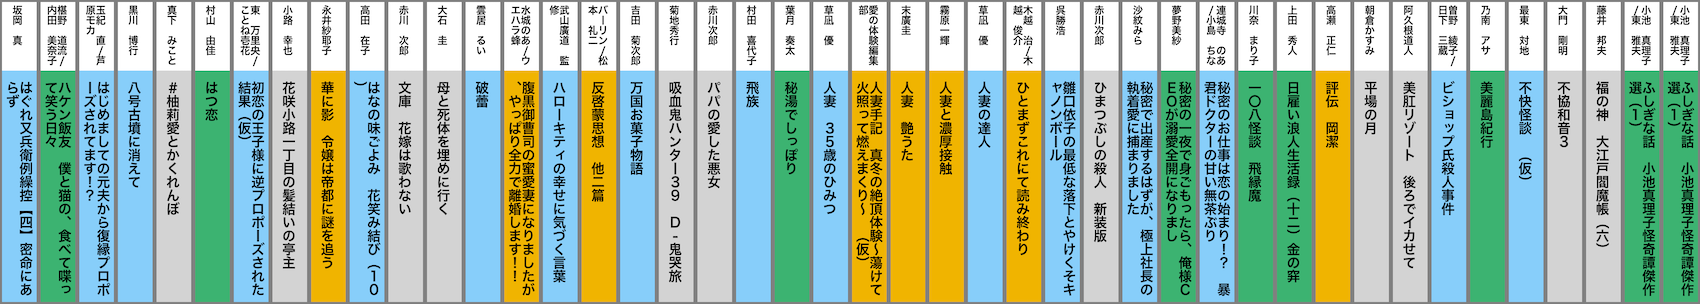 小池 真理子
/東 雅夫
ふしぎな話 小池真理子怪奇譚傑作
選(1)
小池 真理子
/東 雅夫
ふしぎな話 小池真理子怪奇譚傑作
選(1)
藤井 邦夫
福の神 大江戸閻魔帳(六)
大門 剛明
不協和音3
最東 対地
不快怪談 (仮)
乃南 アサ
美麗島紀行
曽野 綾子/
日下 三蔵
ビショップ氏殺人事件
阿久根道人
美肛リゾート 後ろでイカせて
朝倉かすみ
平場の月
高瀬 正仁
評伝 岡潔
上田 秀人
日雇い浪人生活録(十二)金の穽
川奈 まり子
一〇八怪談 飛縁魔
連城寺 のあ
/小島 ちな
秘密のお仕事は恋の始まり!? 暴
君ドクターの甘い無茶ぶり
夢野美紗
秘密の一夜で身ごもったら、俺様C
EOが溺愛全開になりまし
沙紋みら
秘密で出産するはずが、極上社長の
執着愛に捕まりました
赤川次郎
ひまつぶしの殺人 新装版
呉勝浩
雛口依子の最低な落下とやけくそキ
ャノンボール
木越 治/木
越 俊介
ひとまずこれにて読み終わり
草凪 優
人妻の達人
霧原一輝
人妻と濃厚接触
末廣圭
人妻 艶うた
愛の体験編集
部
人妻手記 真冬の絶頂体験〜蕩けて
火照って燃えまくり〜 (仮)
草凪 優
人妻 35歳のひみつ
葉月 奏太
秘湯でしっぽり
村田 喜代子
飛族
赤川次郎
パパの愛した悪女
菊地秀行
吸血鬼ハンター39 D-鬼哭旅
吉田 菊次郎
万国お菓子物語
バーリン/松
本 礼二
反啓蒙思想 他二篇
武山廣道 監
修
ハローキティの幸せに気づく言葉
水城のあ/ウ
エハラ蜂
腹黒御曹司の蜜愛妻になりましたが
、やっぱり全力で離婚します!!
雲居 るい
破蕾
大石 圭
母と死体を埋めに行く
赤川 次郎
文庫 花嫁は歌わない
高田 在子
はなの味ごよみ 花笑み結び(10
)
永井紗耶子
華に影 令嬢は帝都に謎を追う
小路 幸也
花咲小路一丁目の髪結いの亭主
東 万里央/
ことね壱花/
初恋の王子様に逆プロポーズされた
結果(仮)
村山 由佳
はつ恋
真下 みこと
#柚莉愛とかくれんぼ
黒川 博行
八号古墳に消えて
玉紀 直/芦
原モカ
はじめましての元夫から復縁プロポ
ーズされてます!?
椹野 道流/
内田 美奈子
ハケン飯友 僕と猫の、食べて喋っ
て笑う日々
坂岡 真
はぐれ又兵衛例繰控【四】密命にあ
らず